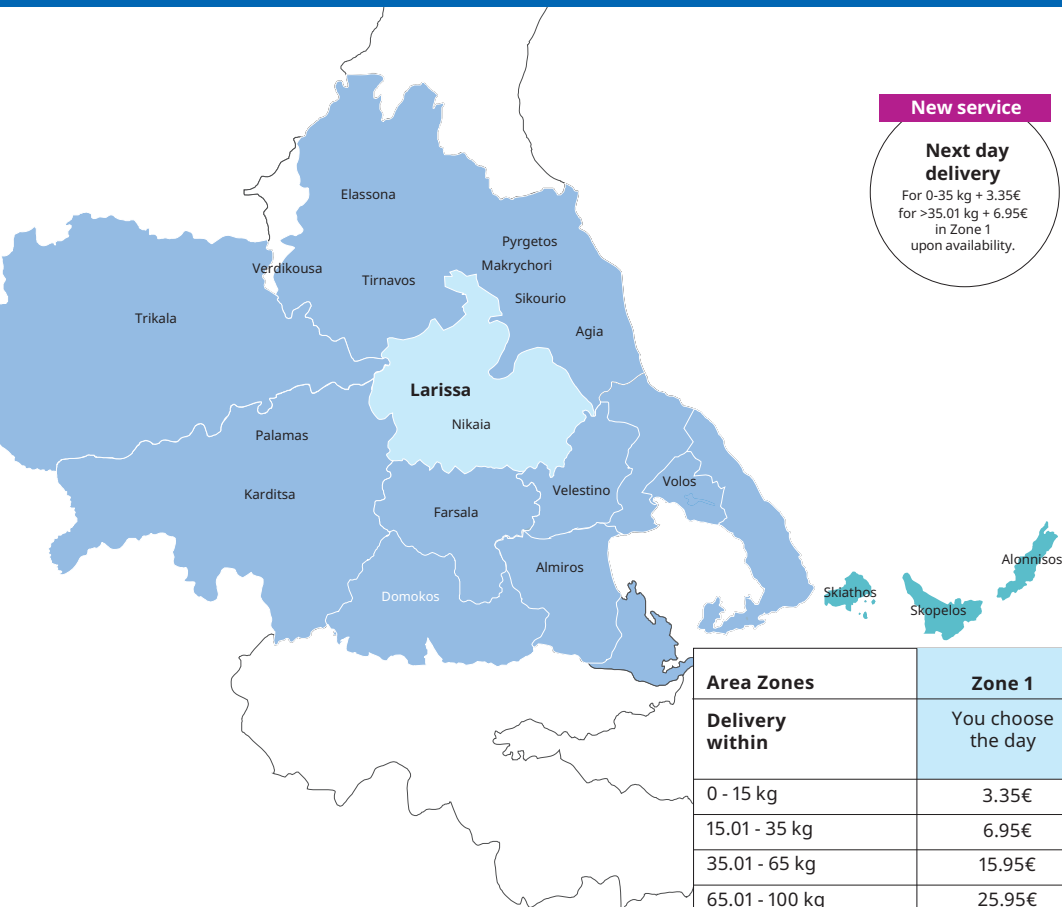 New service
Next day
delivery
For 0-35 kg + 3.35€
for >35.01 kg + 6.95€
in Zone 1
upon availability.
Elassona
Pyrgetos
Verdikousa
Makrychori
Tirnavos
Sikourio
Trikala
Agia
Larissa
Nikaia
Palamas
Karditsa
Velestino
Volos
Farsala
Almiros
Domokos
Alonnisos
Skiathos
Skopelos
Area Zones Zone 1
Delivery
within
You choose
the day
0 - 15 kg 3.35€
15.01 - 35 kg 6.95€
35.01 - 65 kg 15.95€
65.01 - 100 kg 25.95€